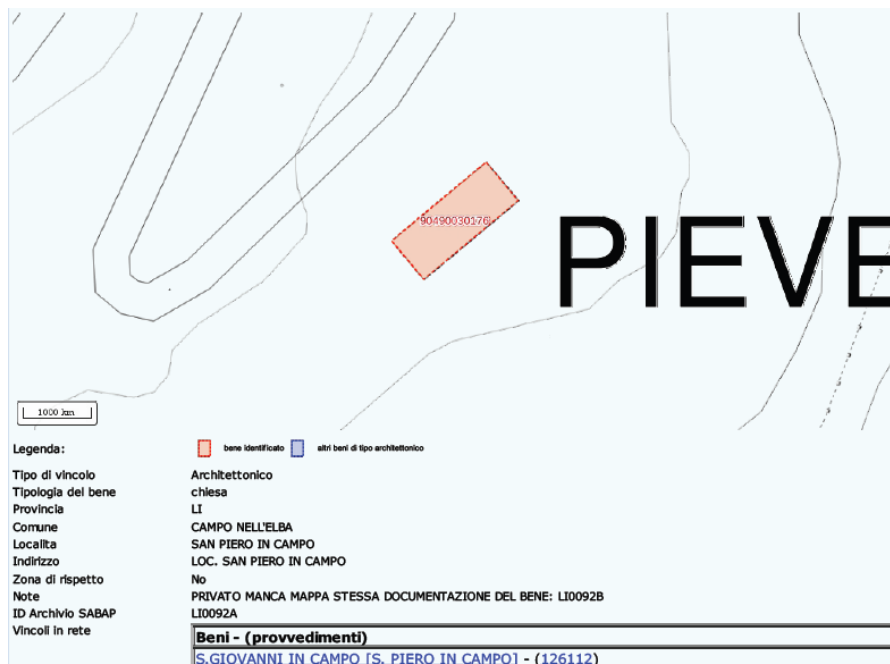 90490030176
PIEVE
1000 km
Legenda: bene identificato altri beni di tipo architettonico
Tipo di vincolo Architettonico
Tipologia del bene chiesa
Provincia LI
Comune CAMPO NELL'ELBA
Localita SAN PIERO IN CAMPO
Indirizzo LOC. SAN PIERO IN CAMPO
Zona di rispetto No
Note PRIVATO MANCA MAPPA STESSA DOCUMENTAZIONE DEL BENE: LI0092B
ID Archivio SABAP LI0092A
Vincoli in rete
Beni - (provvedimenti)
S.GIOVANNI IN CAMPO [S. PIERO IN CAMPO] - (126112)